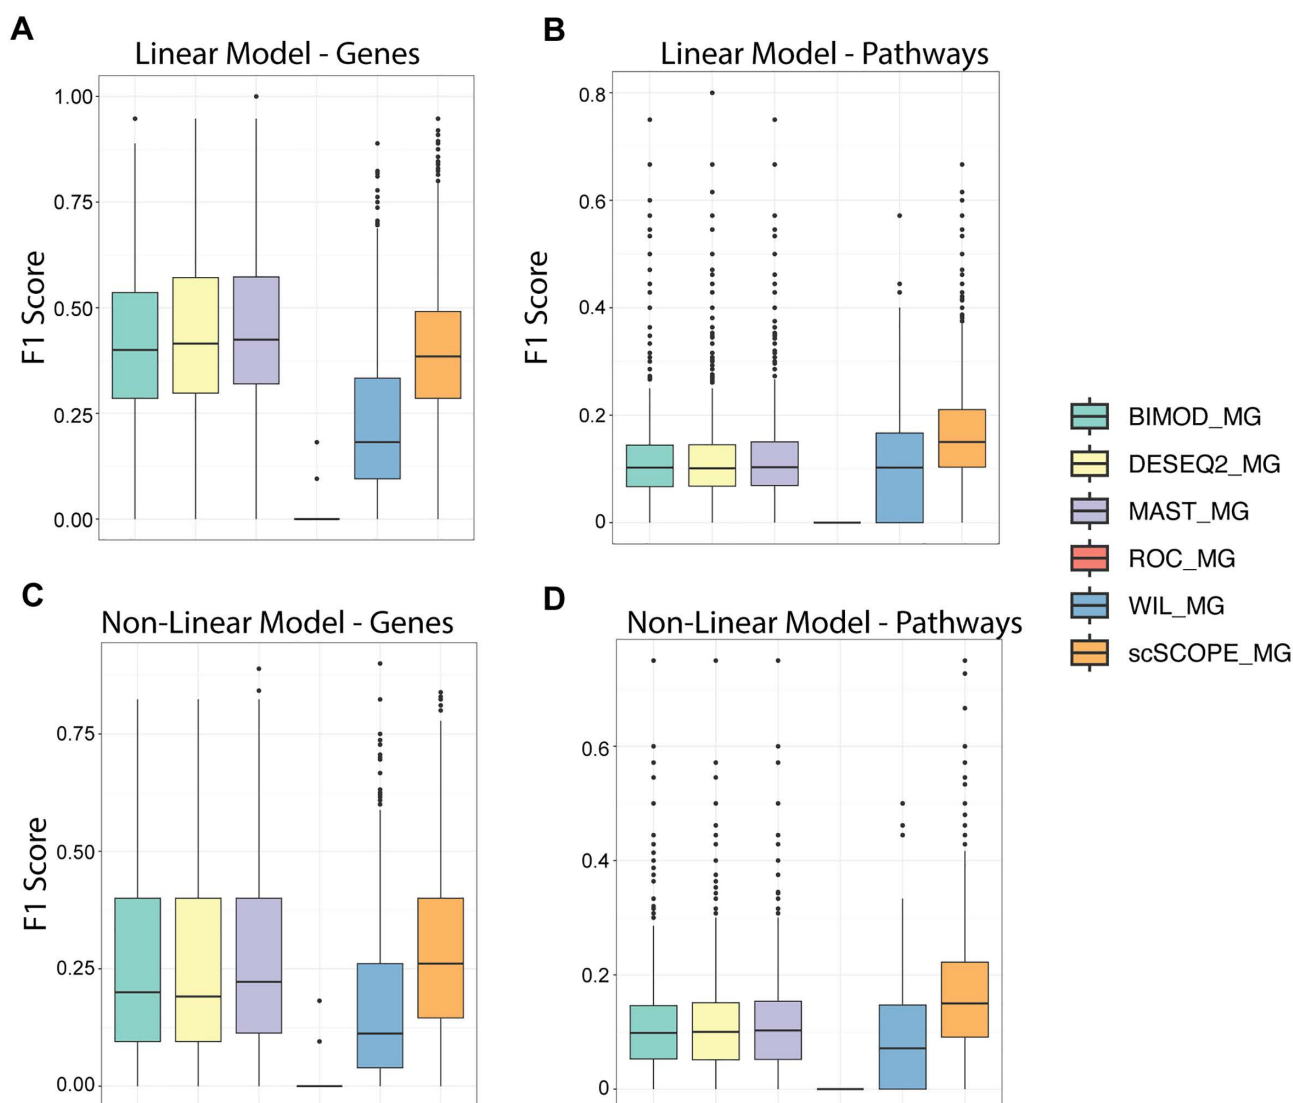 A
Linear Model - Genes
F1 Score
1.00
0.75
0.50
0.25
0.00
B
Linear Model - Pathways
F1 Score
0.8
0.6
0.4
0.2
0
C
Non-Linear Model - Genes
F1 Score
0.75
0.50
0.25
0.00
D
Non-Linear Model - Pathways
0.6
0.4
0.2
0
BIMOD_MG
DESEQ2_MG
MAST_MG
ROC_MG
WIL_MG
scSCOPE_MG